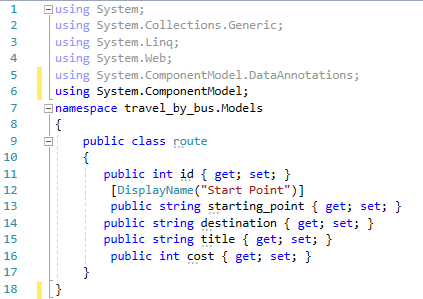 1 using System;
2 using System.Collections.Generic;
3 using System.Linq;
4 using System.Web;
5 using System.ComponentModel.DataAnnotations;
6 using System.ComponentModel;
7 namespace travel_by_bus.Models
8 {
9 public class route
10 {
11 public int id { get; set; }
12 [DisplayName("Start Point")]
13 public string starting_point { get; set; }
14 public string destination { get; set; }
15 public string title { get; set; }
16 public int cost { get; set; }
17 }
18 }